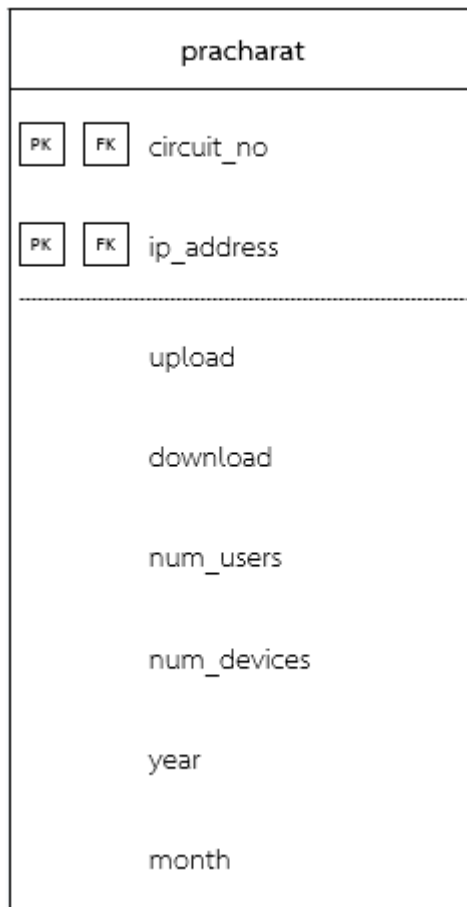 pracharat
PK FK circuit_no
PK FK ip_address
upload
download
num_users
num_devices
year
month